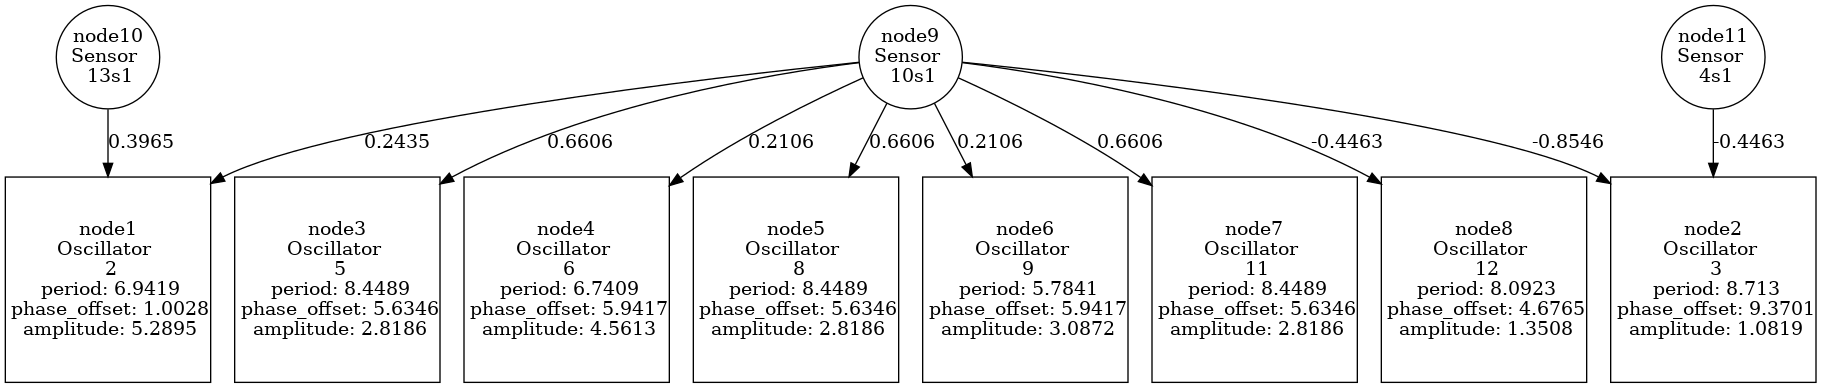 node10
Sensor
13s1
node9
Sensor
10s1
node11
Sensor
4s1
0.3965
0.2435
0.6606
0.2106
0.6606
0.2106
0.6606
-0.4463
-0.8546
-0.4463
node1
Oscillator
2
period: 6.9419
phase_offset: 1.0028
amplitude: 5.2895
node3
Oscillator
5
period: 8.4489
phase_offset: 5.6346
amplitude: 2.8186
node4
Oscillator
6
period: 6.7409
phase_offset: 5.9417
amplitude: 4.5613
node5
Oscillator
8
period: 8.4489
phase_offset: 5.6346
amplitude: 2.8186
node6
Oscillator
9
period: 5.7841
phase_offset: 5.9417
amplitude: 3.0872
node7
Oscillator
11
period: 8.4489
phase_offset: 5.6346
amplitude: 2.8186
node8
Oscillator
12
period: 8.0923
phase_offset: 4.6765
amplitude: 1.3508
node2
Oscillator
3
period: 8.713
phase_offset: 9.3701
amplitude: 1.0819